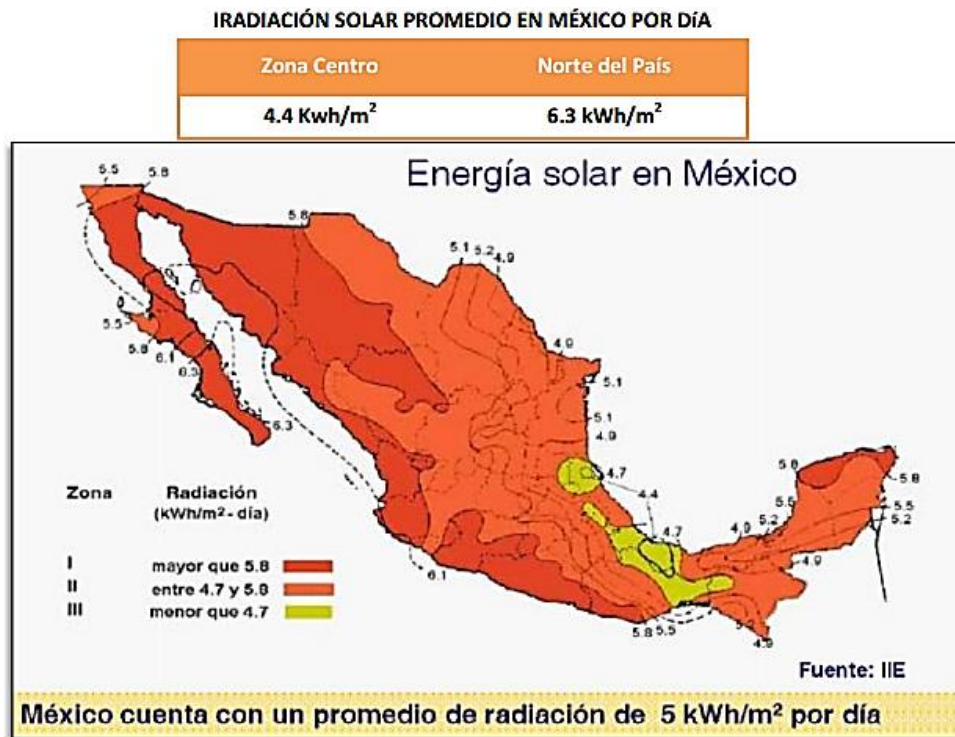 IRADIACIÓN SOLAR PROMEDIO EN MÉXICO POR DíA
Zona Centro Norte del País
4.4 Kwh/m² 6.3 kWh/m²
Energía solar en México
5.5 5.8
5.8
5.1 5.2 4.9
5.5
5.8
6.1
6.3
6.3
4.9
5.1
5.1
4.9
4.7
4.4
4.7
5.8
5.8
5.5
5.5
5.2
4.9 5.2
4.9
6.1
5.8 5.5
4.9
Zona Radiación
(kWh/m²- día)
I mayor que 5.8
II entre 4.7 y 5.8
III menor que 4.7
Fuente: IIE
México cuenta con un promedio de radiación de 5 kWh/m² por día